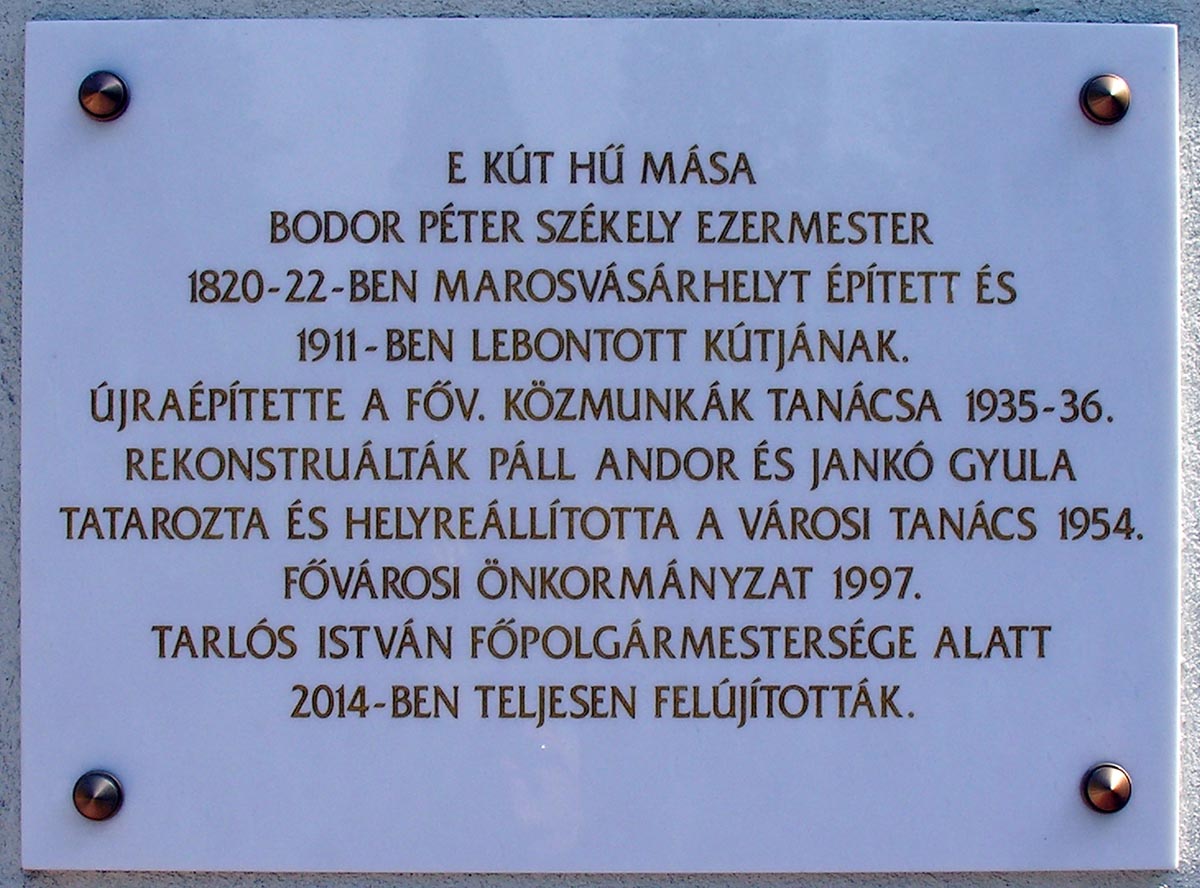 E KÚT HŰ MÁSA
BODOR PÉTER SZÉKELY EZERMESTER
1820-22-BEN MAROSVÁSÁRHELYT ÉPÍTETT ÉS
1911-BEN LEBONTOTT KÚTJÁNAK.
ÚJRAÉPÍTETTE A FŐV. KÖZMUNKÁK TANÁCSA 1935-36.
REKONSTRUÁLTÁK PÁLL ANDOR ÉS JANKÓ GYULA
TATAROZTA ÉS HELYREÁLLÍTOTTA A VÁROSI TANÁCS 1954.
FŐVÁROSI ÖNKORMÁNYZAT 1997.
TARLÓS ISTVÁN FŐPOLGÁRMESTERSÉGE ALATT
2014-BEN TELJESEN FELÚJÍTOTTÁK.